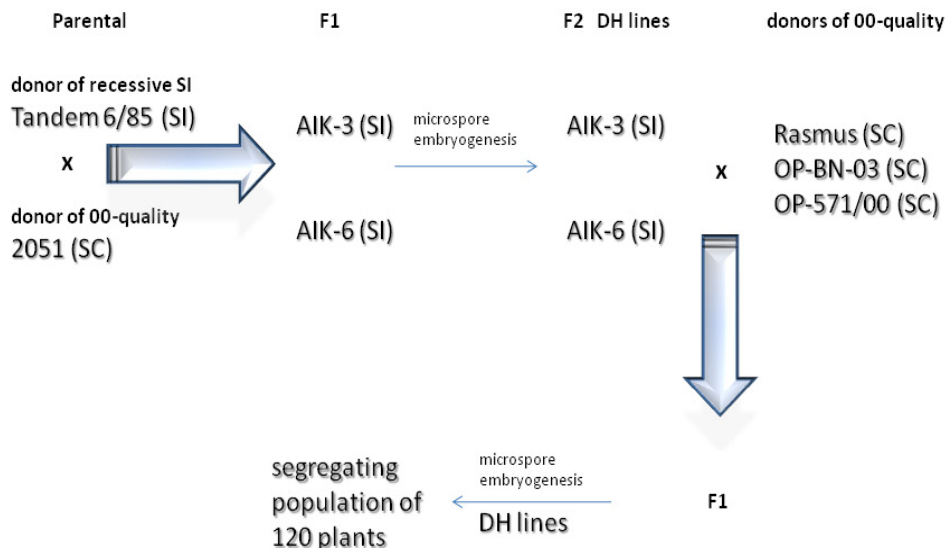 Parental
F1
F2 DH lines
donors of 00-quality
donor of recessive SI
Tandem 6/85 (SI)
x
donor of 00-quality
2051 (SC)
AIK-3 (SI)
AIK-6 (SI)
microspore
embryogenesis
AIK-3 (SI)
AIK-6 (SI)
x
Rasmus (SC)
OP-BN-03 (SC)
OP-571/00 (SC)
F1
microspore
embryogenesis
DH lines
segregating
population of
120 plants